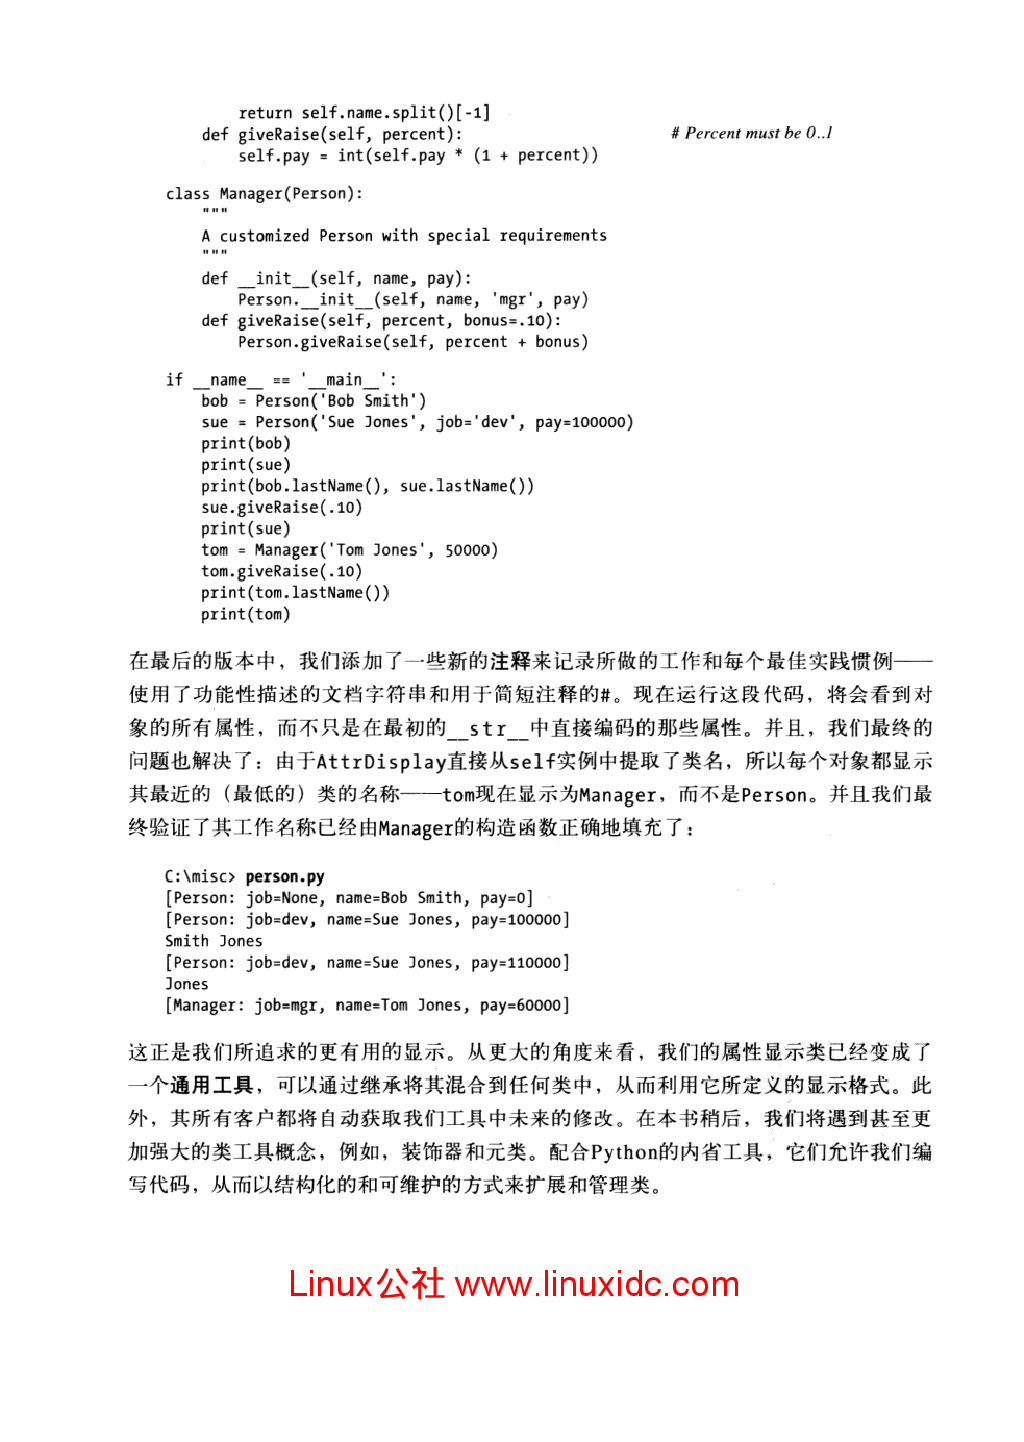 return self.name.split()[-1]
def giveRaise(self, percent): # Percent must be 0..1
self.pay = int(self.pay * (1 + percent))
class Manager(Person):
"""
A customized Person with special requirements
"""
def __init__(self, name, pay):
Person.__init__(self, name, 'mgr', pay)
def giveRaise(self, percent, bonus=.10):
Person.giveRaise(self, percent + bonus)
if __name__ == '__main__':
bob = Person('Bob Smith')
sue = Person('Sue Jones', job='dev', pay=100000)
print(bob)
print(sue)
print(bob.lastName(), sue.lastName())
sue.giveRaise(.10)
print(sue)
tom = Manager('Tom Jones', 50000)
tom.giveRaise(.10)
print(tom.lastName())
print(tom)
在最后的版本中，我们添加了一些新的注释来记录所做的工作和每个最佳实践惯例——
使用了功能性描述的文档字符串和用于简短注释的#。现在运行这段代码，将会看到对
象的所有属性，而不只是在最初的__str__中直接编码的那些属性。并且，我们最终的
问题也解决了：由于AttrDisplay直接从self实例中提取了类名，所以每个对象都显示
其最近的（最低的）类的名称——tom现在显示为Manager，而不是Person。并且我们最
终验证了其工作名称已经由Manager的构造函数正确地填充了：
C:\misc> person.py
[Person: job=None, name=Bob Smith, pay=0]
[Person: job=dev, name=Sue Jones, pay=100000]
Smith Jones
[Person: job=dev, name=Sue Jones, pay=110000]
Jones
[Manager: job=mgr, name=Tom Jones, pay=60000]
这正是我们所追求的更有用的显示。从更大的角度来看，我们的属性显示类已经变成了
一个通用工具，可以通过继承将其混合到任何类中，从而利用它所定义的显示格式。此
外，其所有客户都将自动获取我们工具中未来的修改。在本书稍后，我们将遇到甚至更
加强大的类工具概念，例如，装饰器和元类。配合Python的内省工具，它们允许我们编
写代码，从而以结构化的和可维护的方式来扩展和管理类。
Linux公社 www.linuxidc.com